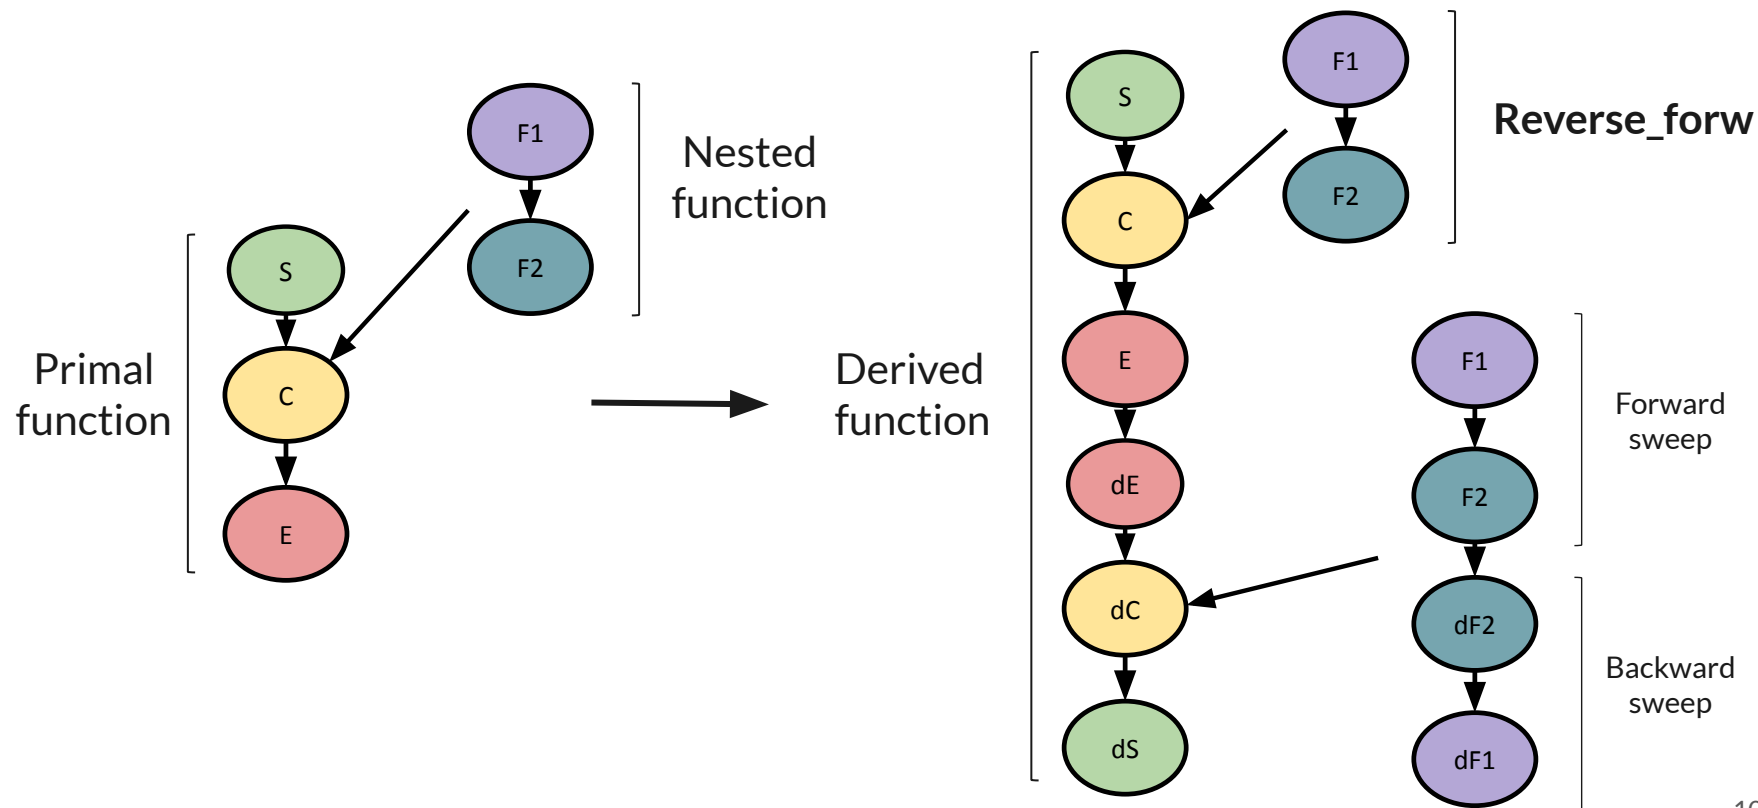 F1
F2
Nested
function
S
C
E
Primal
function
Derived
function
S
C
E
dE
dC
dS
F1
F2
Reverse_forw
F1
F2
dF2
dF1
Forward
sweep
Backward
sweep